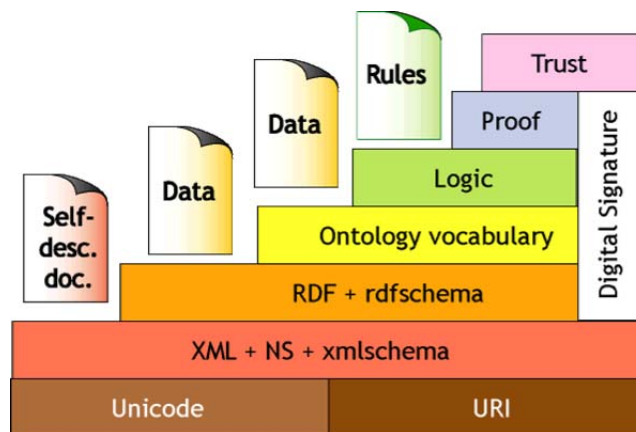 Rules
Trust
Data
Proof
Data
Logic
Self-
desc.
doc.
Ontology vocabulary
Digital Signature
RDF + rdfschema
XML + NS + xmlschema
Unicode
URI